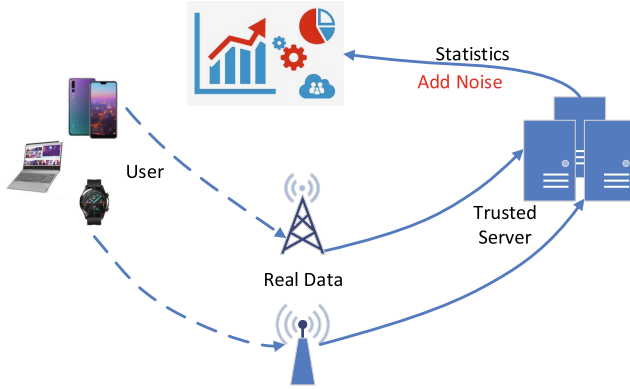 Statistics
Add Noise
User
Trusted
Server
Real Data